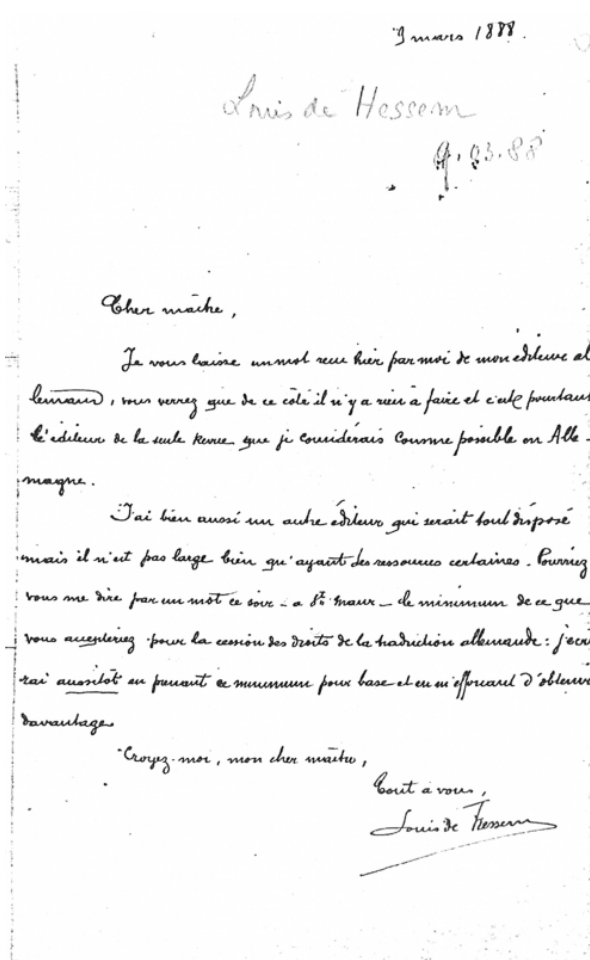 9 mars 1888.
Louis de Hessem
9.03.88
Cher maître,
Je vous laisse un mot recu hier par moi de mon éditeur al
lemand, vous verrez que de ce côté il n'y a rien à faire et c'est pourtant
l'éditeur de la seule Revue que je considérais comme possible en Alle-
magne.
J'ai bien aussi un autre éditeur qui serait tout disposé
mais il n'est pas large bien qu'ayant des ressources certaines. Pourriez
vous me dire par un mot ce soir - a St. Maur - le minimum de ce que
vous accepteriez pour la cession des droits de la traduction allemande: j'écri
rai aussitôt en prenant ce minimum pour base et en m'efforcant d'obtenir
davantage.
Croyez-moi, mon cher maître,
Tout à vous,
Louis de Hessem